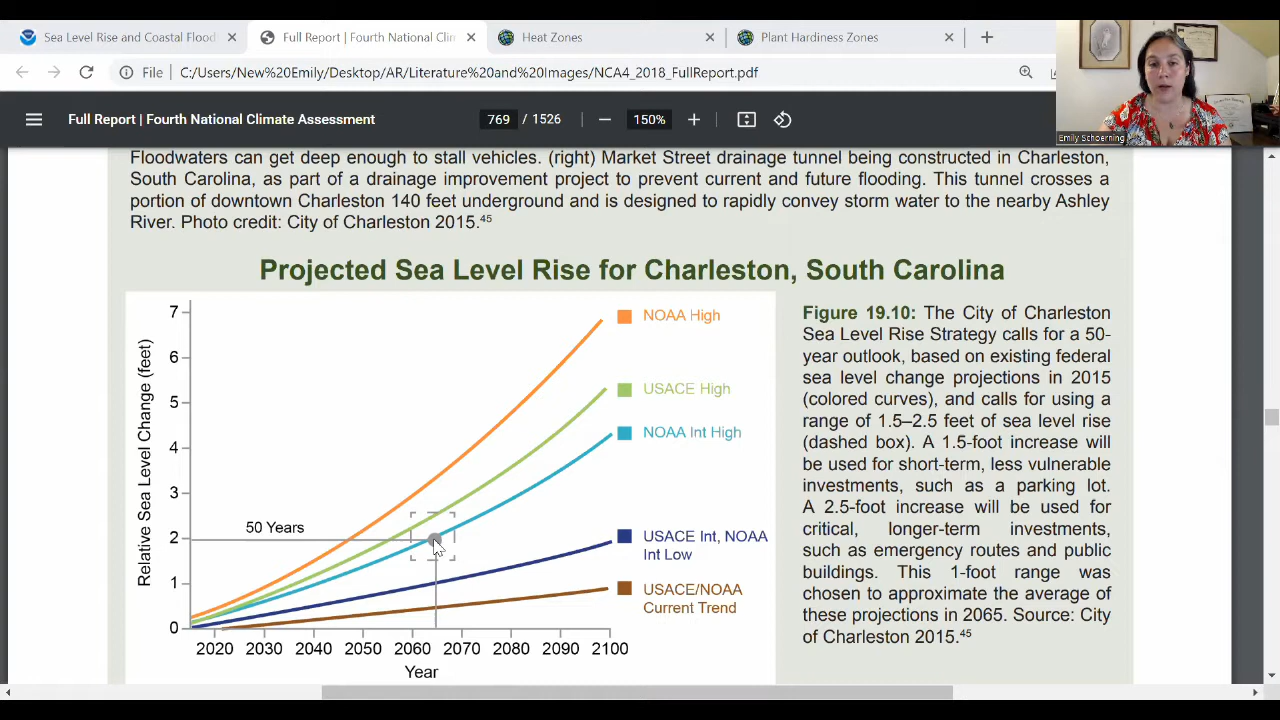 Sea Level Rise and Coastal Flood
Full Report | Fourth National Clim
Heat Zones
Plant Hardiness Zones
File
C:/Users/New%20Emily/Desktop/AR/Literature%20and%20Images/NCA4_2018_FullReport.pdf
Full Report | Fourth National Climate Assessment
769 / 1526
150%
Emily Schoerning
Floodwaters can get deep enough to stall vehicles. (right) Market Street drainage tunnel being constructed in Charleston,
South Carolina, as part of a drainage improvement project to prevent current and future flooding. This tunnel crosses a
portion of downtown Charleston 140 feet underground and is designed to rapidly convey storm water to the nearby Ashley
River. Photo credit: City of Charleston 2015.45
Projected Sea Level Rise for Charleston, South Carolina
Relative Sea Level Change (feet)
7
6
5
4
3
2
1
0
50 Years
2020 2030 2040 2050 2060 2070 2080 2090 2100
Year
NOAA High
USACE High
NOAA Int High
USACE Int, NOAA
Int Low
USACE/NOAA
Current Trend
Figure 19.10: The City of Charleston
Sea Level Rise Strategy calls for a 50-
year outlook, based on existing federal
sea level change projections in 2015
(colored curves), and calls for using a
range of 1.5–2.5 feet of sea level rise
(dashed box). A 1.5-foot increase will
be used for short-term, less vulnerable
investments, such as a parking lot.
A 2.5-foot increase will be used for
critical, longer-term investments,
such as emergency routes and public
buildings. This 1-foot range was
chosen to approximate the average of
these projections in 2065. Source: City
of Charleston 2015.45